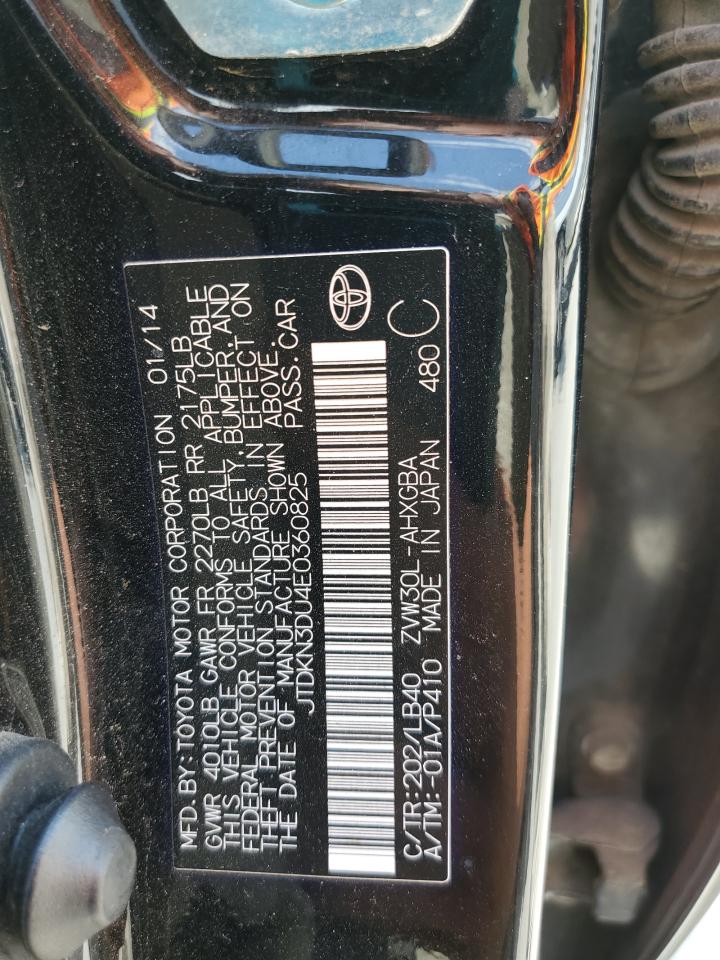 MFD.BY:TOYOTA MOTOR CORPORATION 01/14
GVWR 4010LB GAWR FR 2270LB RR 2175LB
THIS VEHICLE CONFORMS TO ALL APPLICABLE
FEDERAL MOTOR VEHICLE SAFETY,BUMPER,AND
THEFT PREVENTION STANDARDS IN EFFECT ON
THE DATE OF MANUFACTURE SHOWN ABOVE.
JTDKN3DU4E0360825 PASS.CAR
C/TR:202/LB40 ZVW30L-AHXGBA 480
A/TM:-01A/P410 MADE IN JAPAN C